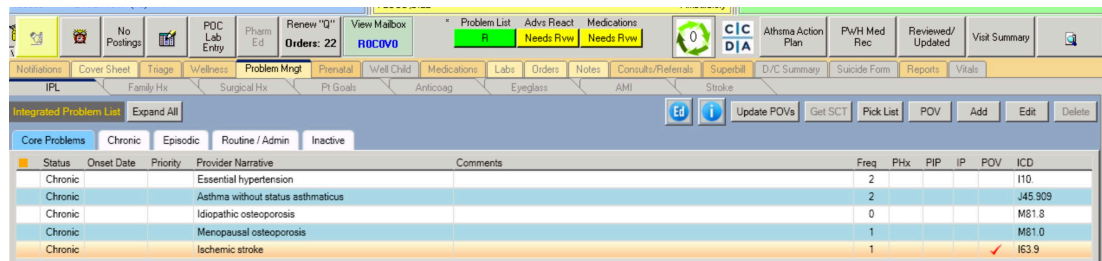 No Postings
POC Lab Entry
Pharm Ed
Renew "Q"
Orders: 22
View Mailbox
R0C0V0
* Problem List Advs React Medications
R Needs Rvw Needs Rvw
0
C C
D A
Athsma Action Plan
PWH Med Rec
Reviewed/ Updated
Visit Summary
Notifiations Cover Sheet Triage Wellness Problem Mngt Prenatal Well Child Medications Labs Orders Notes Consults/Referrals Superbill D/C Summary Suicide Form Reports Vitals
IPL Family Hx Surgical Hx Pt Goals Anticoag Eyeglass AMI Stroke
Integrated Problem List Expand All Ed i Update POVs Get SCT Pick List POV Add Edit Delete
Core Problems Chronic Episodic Routine / Admin Inactive
Status Onset Date Priority Provider Narrative Comments Freq PHx PIP IP POV ICD
Chronic Essential hypertension 2 I10.
Chronic Asthma without status asthmaticus 2 J45.909
Chronic Idiopathic osteoporosis 0 M81.8
Chronic Menopausal osteoporosis 1 M81.0
Chronic Ischemic stroke 1 I63.9